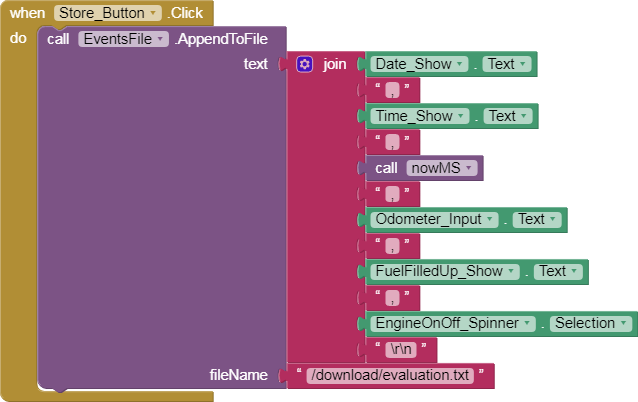 when Store_Button .Click
do call EventsFile .AppendToFile
text join Date_Show . Text
“ , ”
Time_Show . Text
“ , ”
call nowMS
“ , ”
Odometer_Input . Text
“ , ”
FuelFilledUp_Show . Text
“ , ”
EngineOnOff_Spinner . Selection
“ \r\n ”
fileName “ /download/evaluation.txt ”